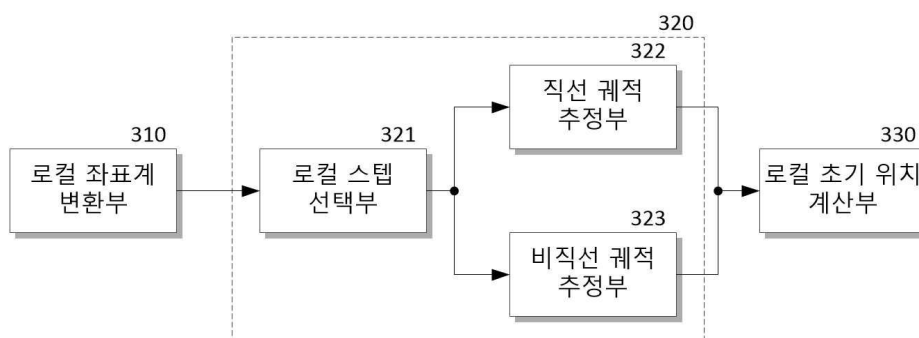 320
322
직선 궤적
추정부
310
로컬 좌표계
변환부
321
로컬 스텝
선택부
330
로컬 초기 위치
계산부
323
비직선 궤적
추정부